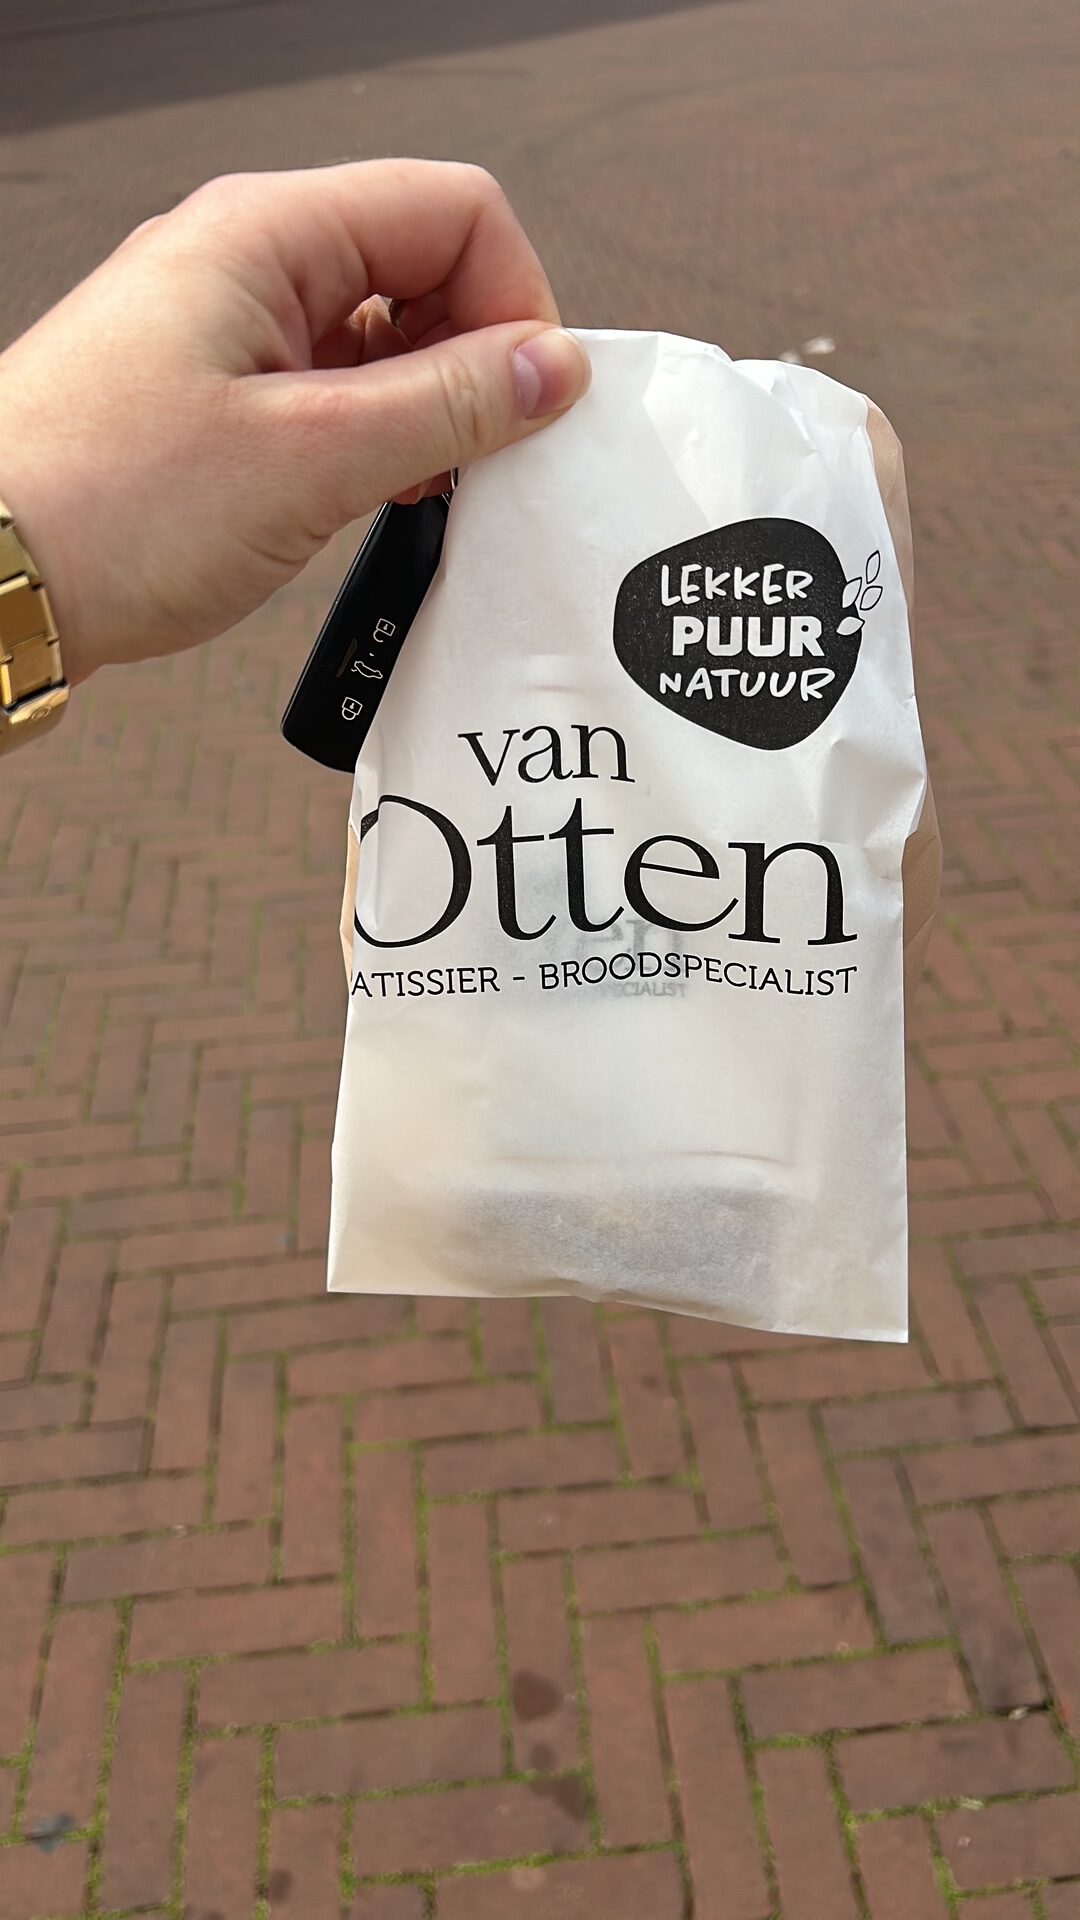 LEKKER
PUUR
NATUUR
van
Otten
ATISSIER - BROODSPECIALIST